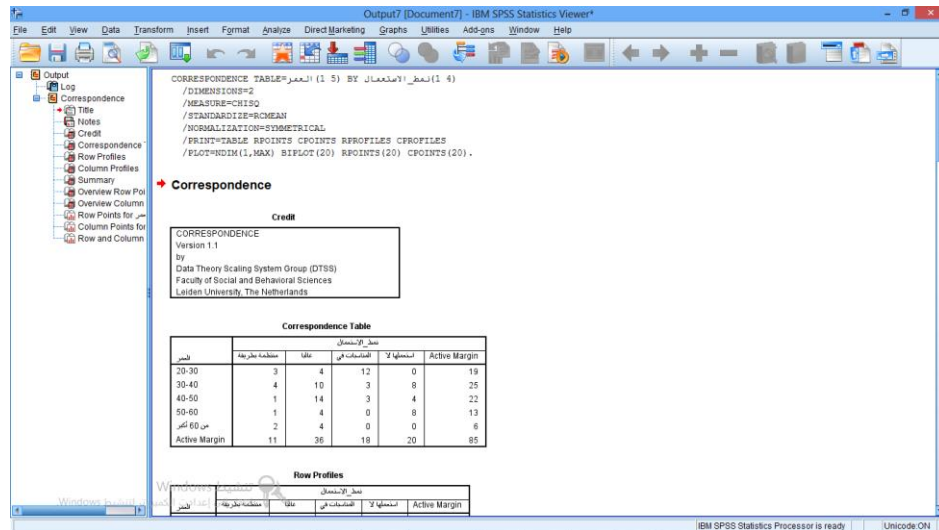 Output7 [Document7] - IBM SPSS Statistics Viewer*
File Edit View Data Transform Insert Format Analyze Direct Marketing Graphs Utilities Add-ons Window Help
Output
Log
Correspondence
Title
Notes
Credit
Correspondence
Row Profiles
Column Profiles
Summary
Overview Row Poi
Overview Column
Row Points for
Column Points for
Row and Column
CORRESPONDENCE TABLE=العمر(1 5) BY نمط_الاستعمال(1 4)
/DIMENSIONS=2
/MEASURE=CHISQ
/STANDARDIZE=RCMEAN
/NORMALIZATION=SYMMETRICAL
/PRINT=TABLE RPOINTS CPOINTS RPROFILES CPROFILES
/PLOT=NDIM(1,MAX) BIPLOT(20) RPOINTS(20) CPOINTS(20).
Correspondence
Credit
CORRESPONDENCE
Version 1.1
by
Data Theory Scaling System Group (DTSS)
Faculty of Social and Behavioral Sciences
Leiden University, The Netherlands
Correspondence Table
نمط_الاستعمال
العمر منتظمة بطريقة غالبا المناسبات في استعملها لا Active Margin
20-30 3 4 12 0 19
30-40 4 10 3 8 25
40-50 1 14 3 4 22
50-60 1 4 0 8 13
من 60 أكبر 2 4 0 0 6
Active Margin 11 36 18 20 85
Row Profiles
نمط_الاستعمال
العمر منتظمة بطريقة غالبا المناسبات في استعملها لا Active Margin
تنشيط Windows
IBM SPSS Statistics Processor is ready Unicode:ON